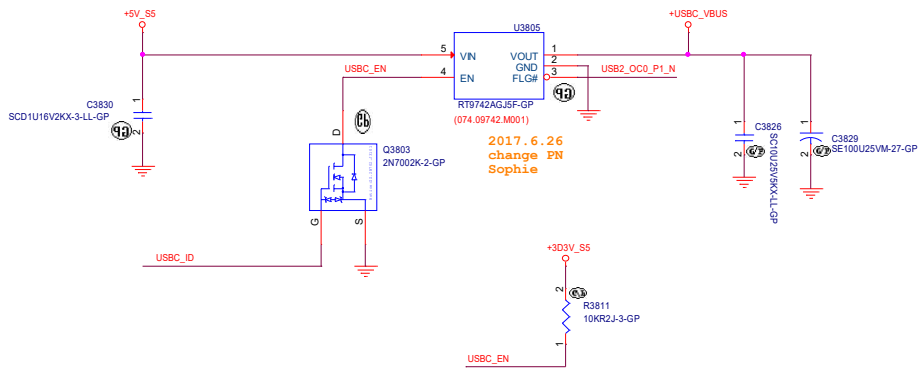 +5V_S5
U3805
+USBC_VBUS
5
VIN
VOUT
1
GND
2
USBC_EN
4
EN
FLG#
3
USB2_OC0_P1_N
C3830
SCD1U16V2KX-3-LL-GP
1
2
RT9742AGJ5F-GP
(074.09742.M001)
2017.6.26
change PN
Sophie
D
Q3803
2N7002K-2-GP
G
S
USBC_ID
1
2
C3826
SC10U25V5KX-LL-GP
1
2
C3829
SE100U25VM-27-GP
+3D3V_S5
2
R3811
10KR2J-3-GP
1
USBC_EN